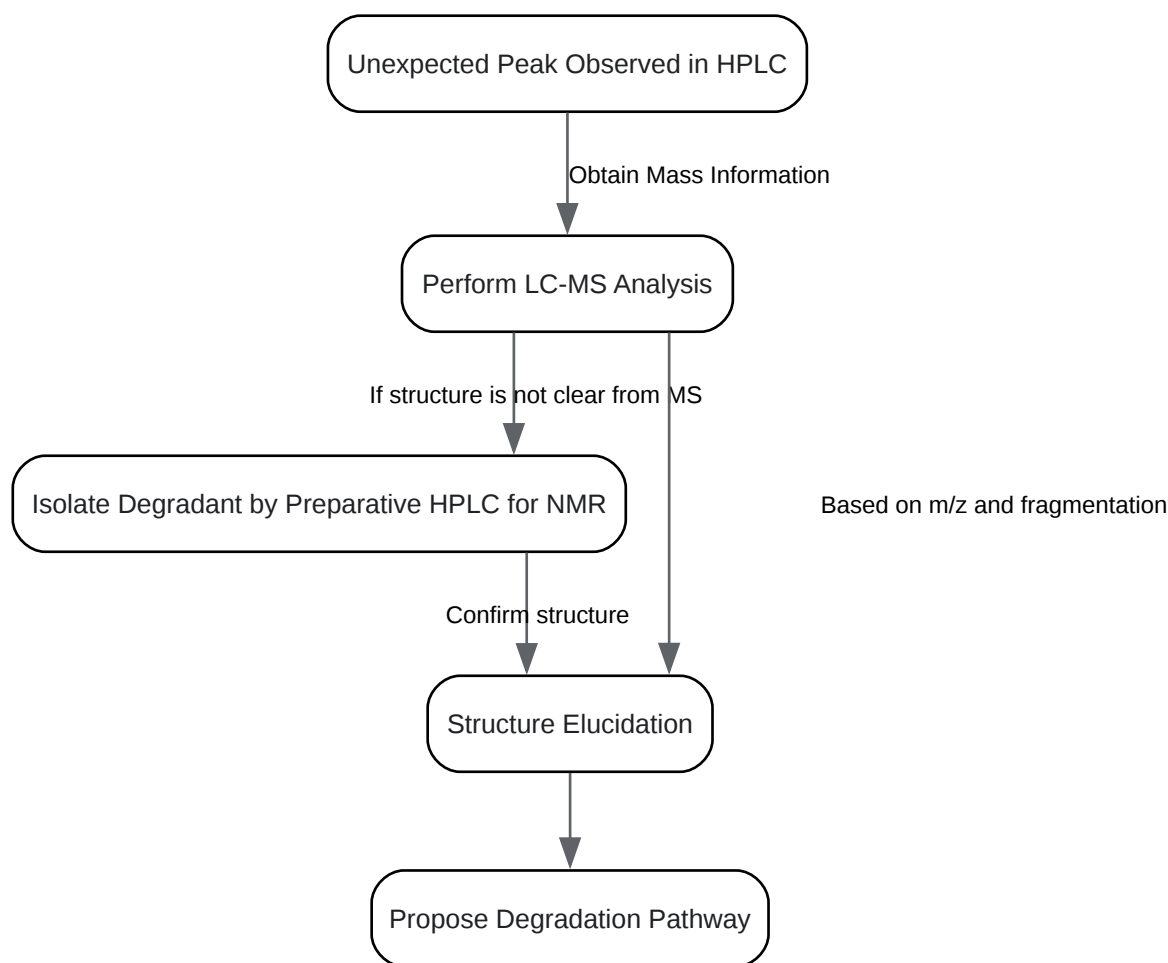 Unexpected Peak Observed in HPLC
Obtain Mass Information
Perform LC-MS Analysis
If structure is not clear from MS
Isolate Degradant by Preparative HPLC for NMR
Based on m/z and fragmentation
Confirm structure
Structure Elucidation
Propose Degradation Pathway